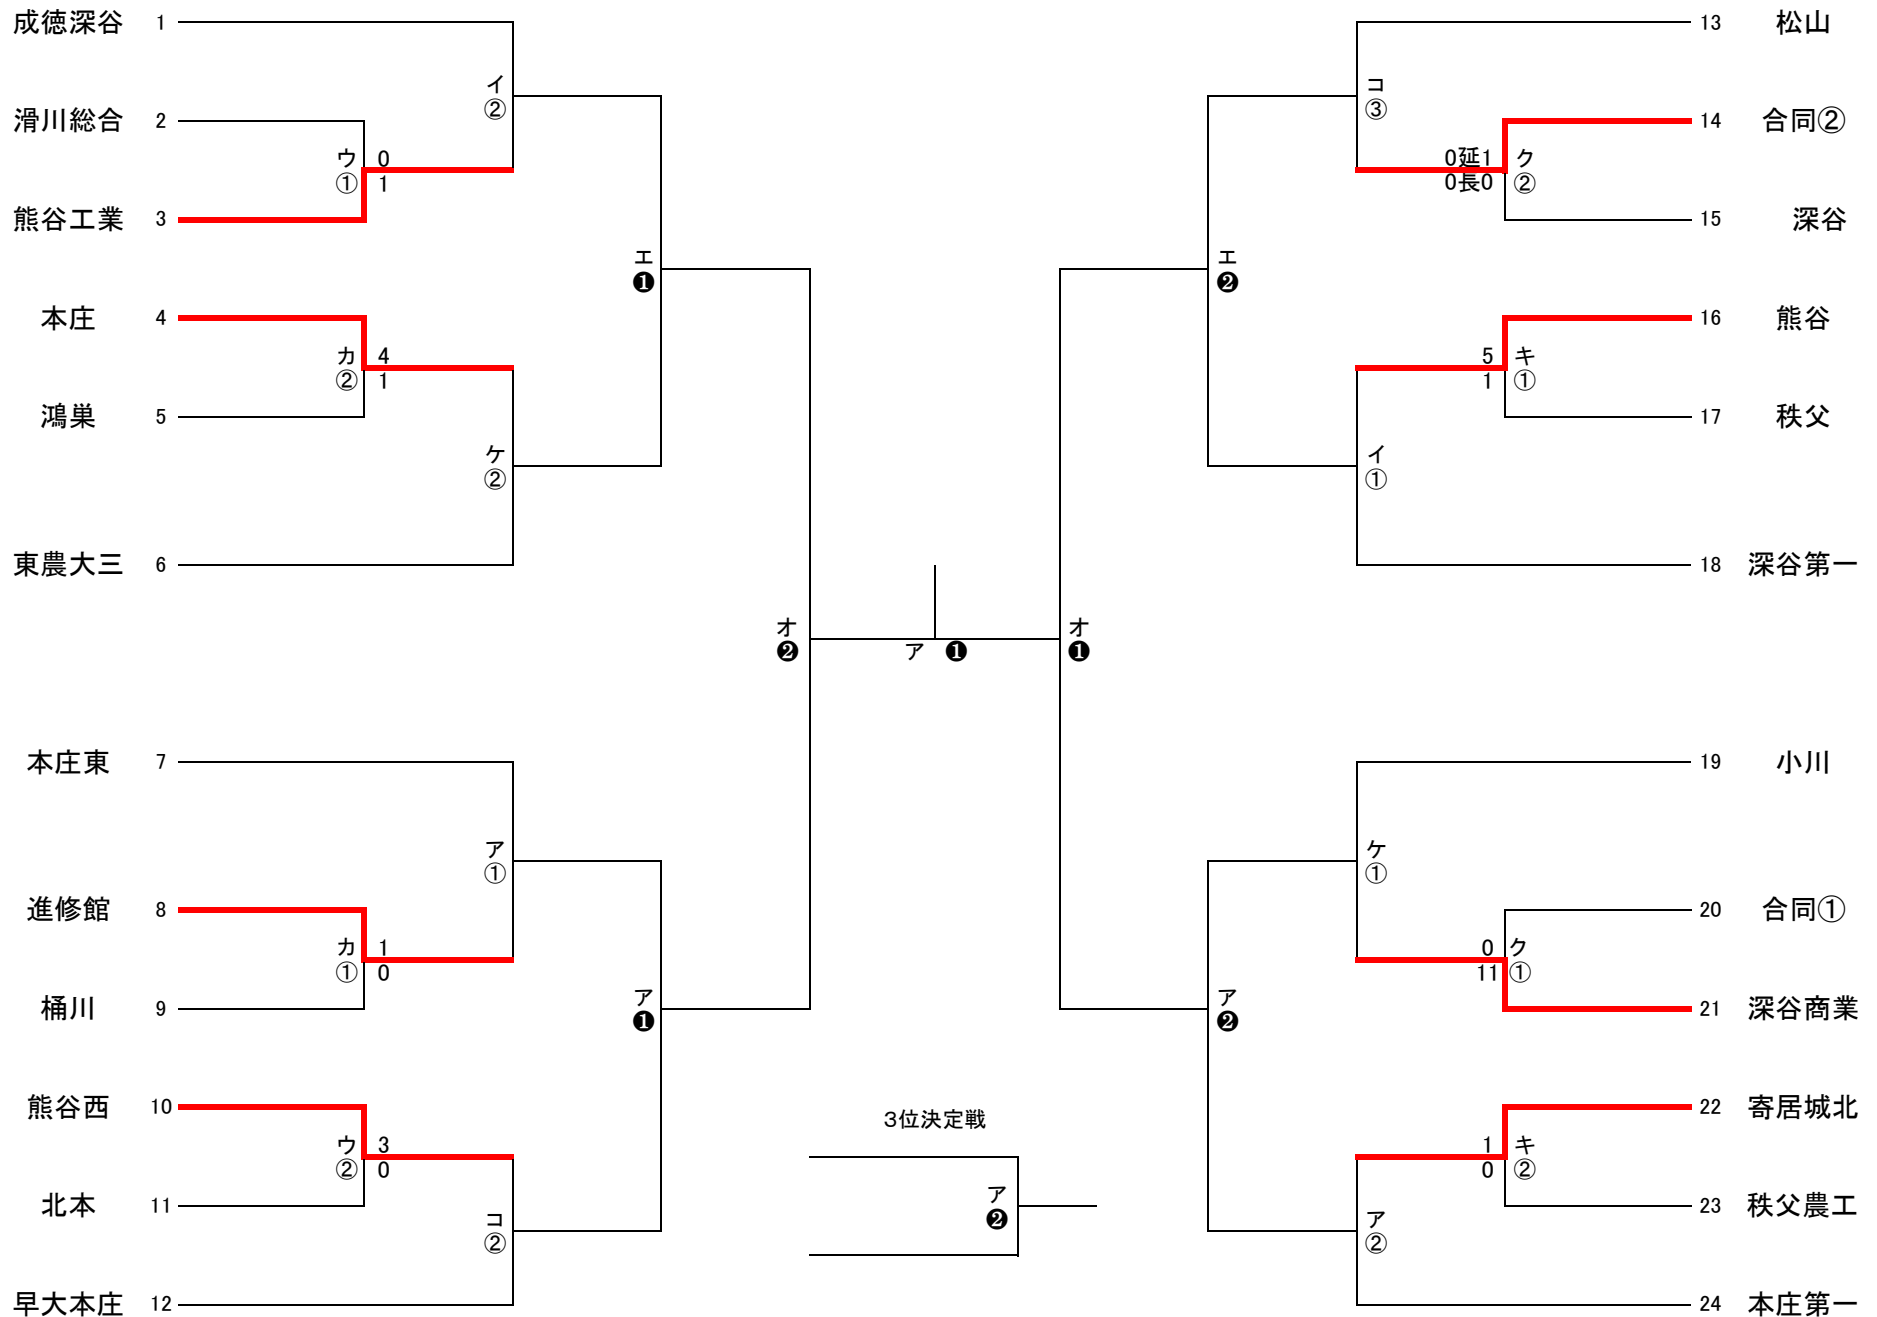 成徳深谷 1
イ
②
滑川総合 2
ウ 0
① 1
熊谷工業 3
エ
❶
本庄 4
カ 4
② 1
鴻巣 5
ケ
②
東農大三 6
オ
❷
本庄東 7
ア
①
進修館 8
カ 1
① 0
桶川 9
ア
❶
熊谷西 10
ウ 3
② 0
北本 11
コ
②
早大本庄 12
ア ❶
3位決定戦
ア
❷
13 松山
コ
③
14 合同②
0延1 ク
0長0 ②
15 深谷
エ
❷
16 熊谷
5 キ
1 ①
17 秩父
イ
①
18 深谷第一
オ
❶
19 小川
ケ
①
20 合同①
0 ク
11 ①
21 深谷商業
ア
❷
22 寄居城北
1 キ
0 ②
23 秩父農工
ア
②
24 本庄第一